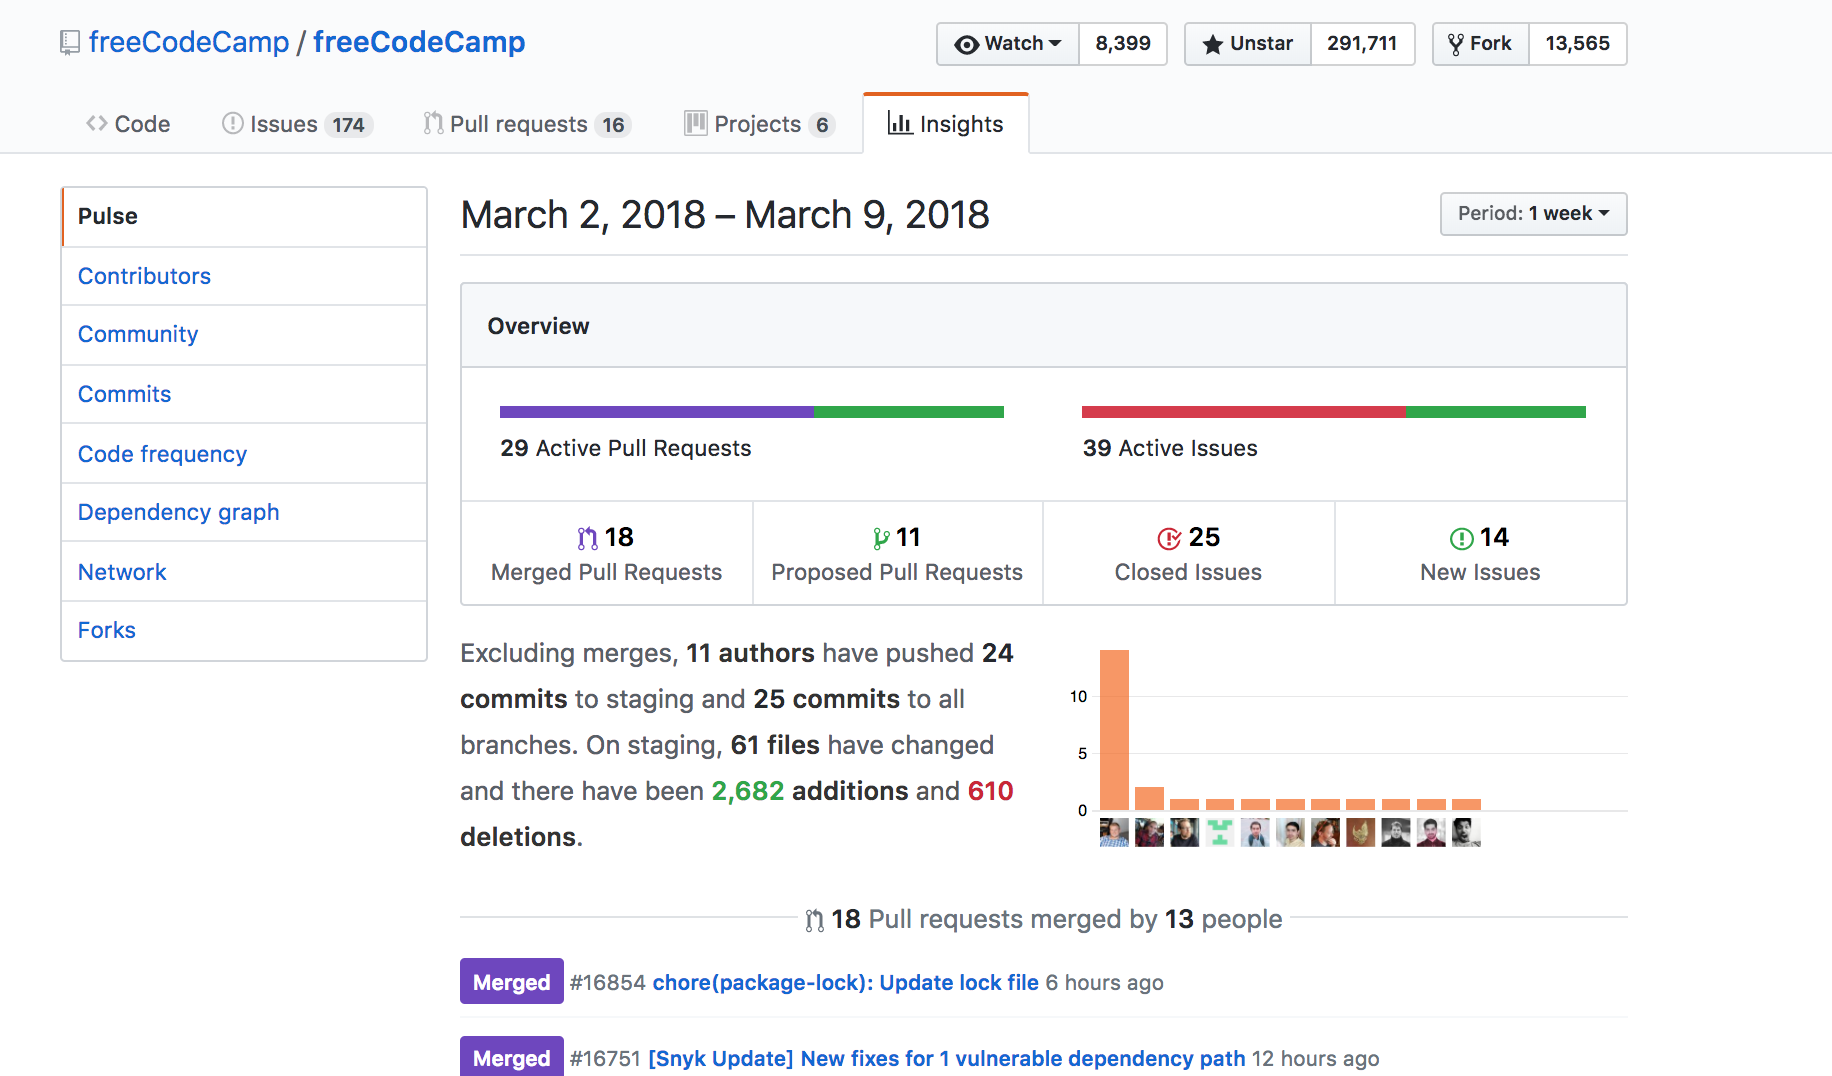 freeCodeCamp / freeCodeCamp
Watch 8,399 Unstar 291,711 Fork 13,565
Code Issues 174 Pull requests 16 Projects 6 Insights
Pulse
Contributors
Community
Commits
Code frequency
Dependency graph
Network
Forks
March 2, 2018 – March 9, 2018
Period: 1 week
Overview
29 Active Pull Requests
39 Active Issues
18
Merged Pull Requests
11
Proposed Pull Requests
25
Closed Issues
14
New Issues
Excluding merges, 11 authors have pushed 24
commits to staging and 25 commits to all
branches. On staging, 61 files have changed
and there have been 2,682 additions and 610
deletions.
10
5
0
18 Pull requests merged by 13 people
Merged #16854 chore(package-lock): Update lock file 6 hours ago
Merged #16751 [Snyk Update] New fixes for 1 vulnerable dependency path 12 hours ago